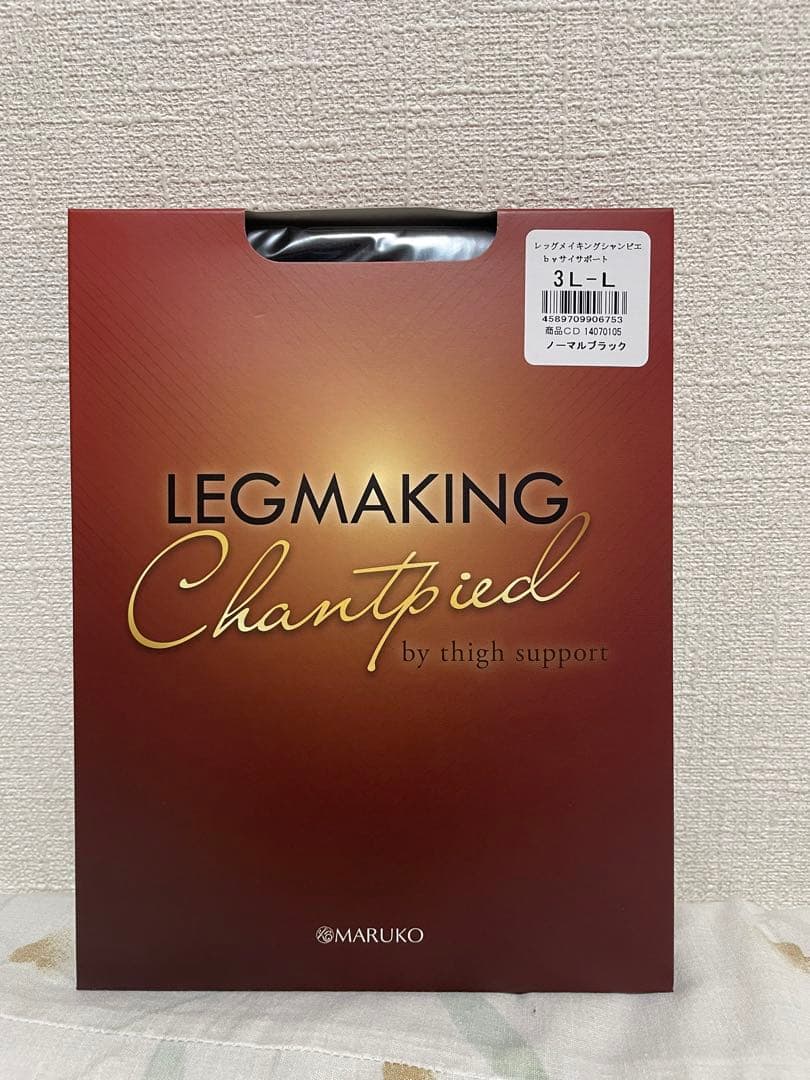 レッグメイキングシャンピエ
byサイサポート
3L-L
4589709906753
商品CD 14070105
ノーマルブラック
LEGMAKING
Chantpied
by thigh support
MARUKO